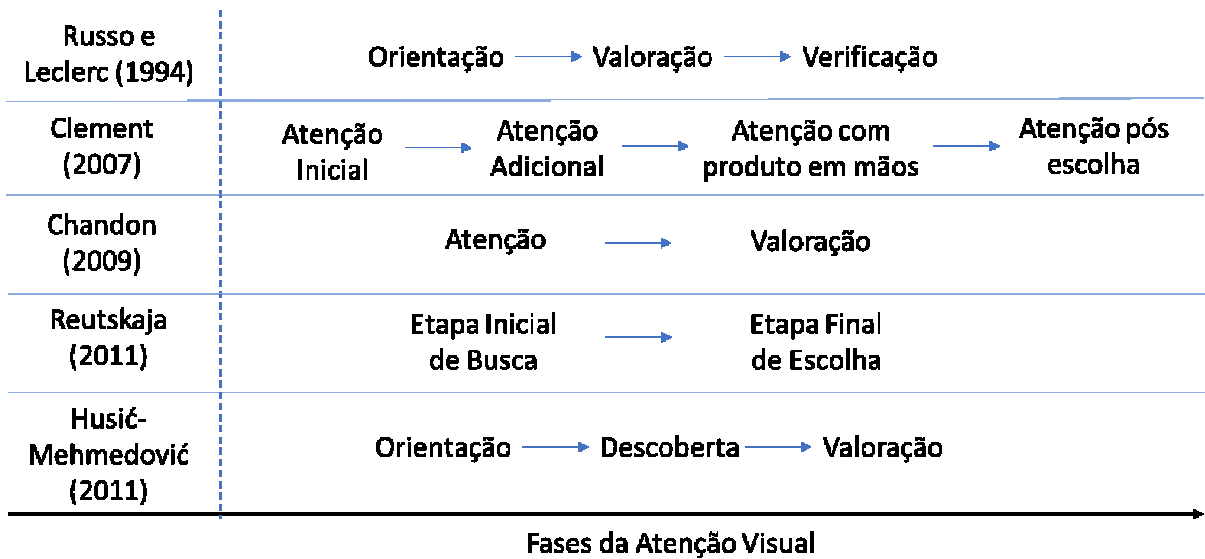 Russo e
Leclerc (1994)
Orientação Valoração Verificação
Clement
(2007)
Atenção
Inicial
Atenção
Adicional
Atenção com
produto em mãos
Atenção pós
escolha
Chandon
(2009)
Atenção Valoração
Reutskaja
(2011)
Etapa Inicial
de Busca
Etapa Final
de Escolha
Husić-
Mehmedović
(2011)
Orientação Descoberta Valoração
Fases da Atenção Visual